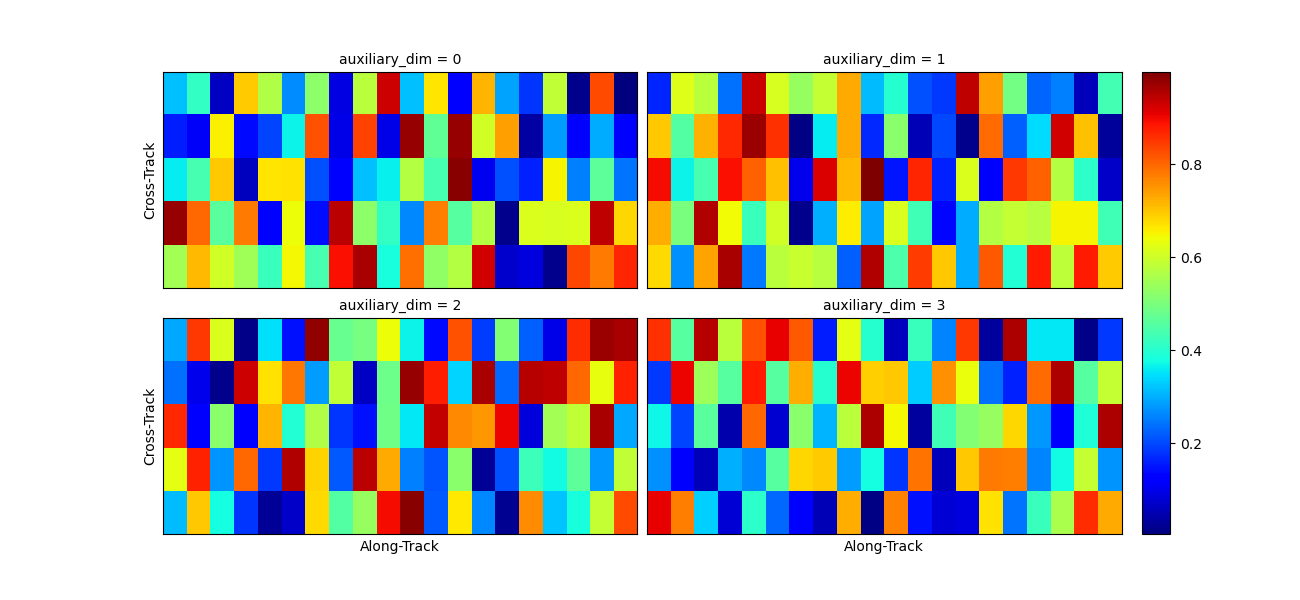 auxiliary_dim = 0
auxiliary_dim = 1
Cross-Track
0.8
0.6
0.4
0.2
auxiliary_dim = 2
auxiliary_dim = 3
Cross-Track
Along-Track
Along-Track